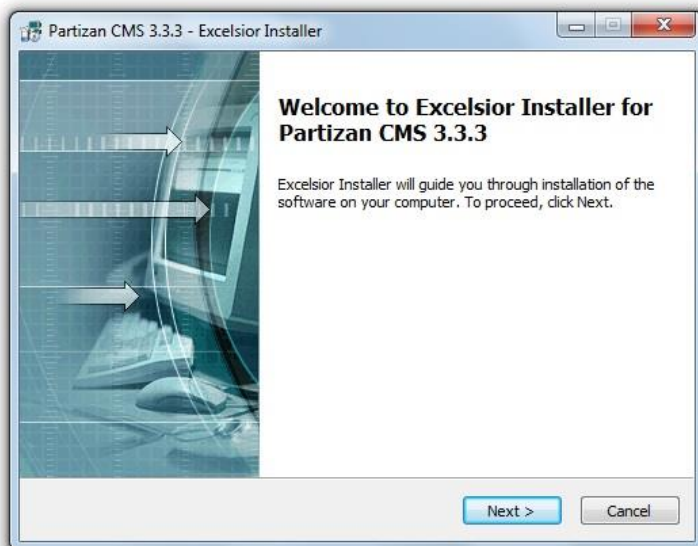 Partizan CMS 3.3.3 - Excelsior Installer
Welcome to Excelsior Installer for
Partizan CMS 3.3.3
Excelsior Installer will guide you through installation of the
software on your computer. To proceed, click Next.
Next >
Cancel